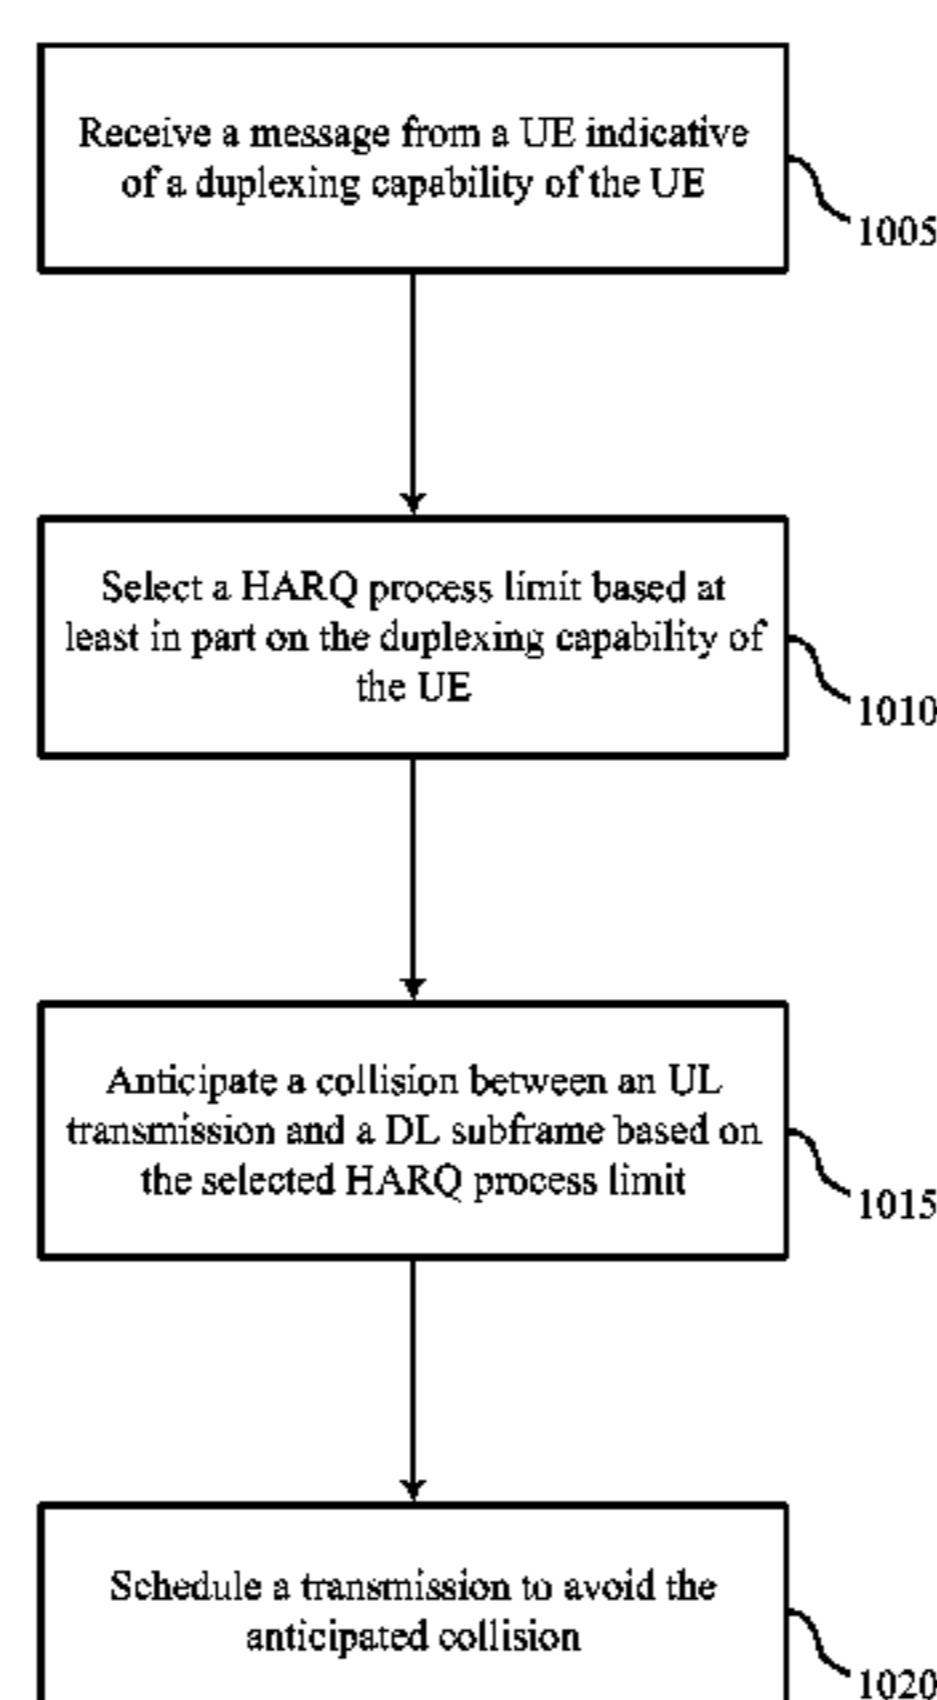 Receive a message from a UE indicative
of a duplexing capability of the UE
1005
Select a HARQ process limit based at
least in part on the duplexing capability of
the UE
1010
Anticipate a collision between an UL
transmission and a DL subframe based on
the selected HARQ process limit
1015
Schedule a transmission to avoid the
anticipated collision
1020